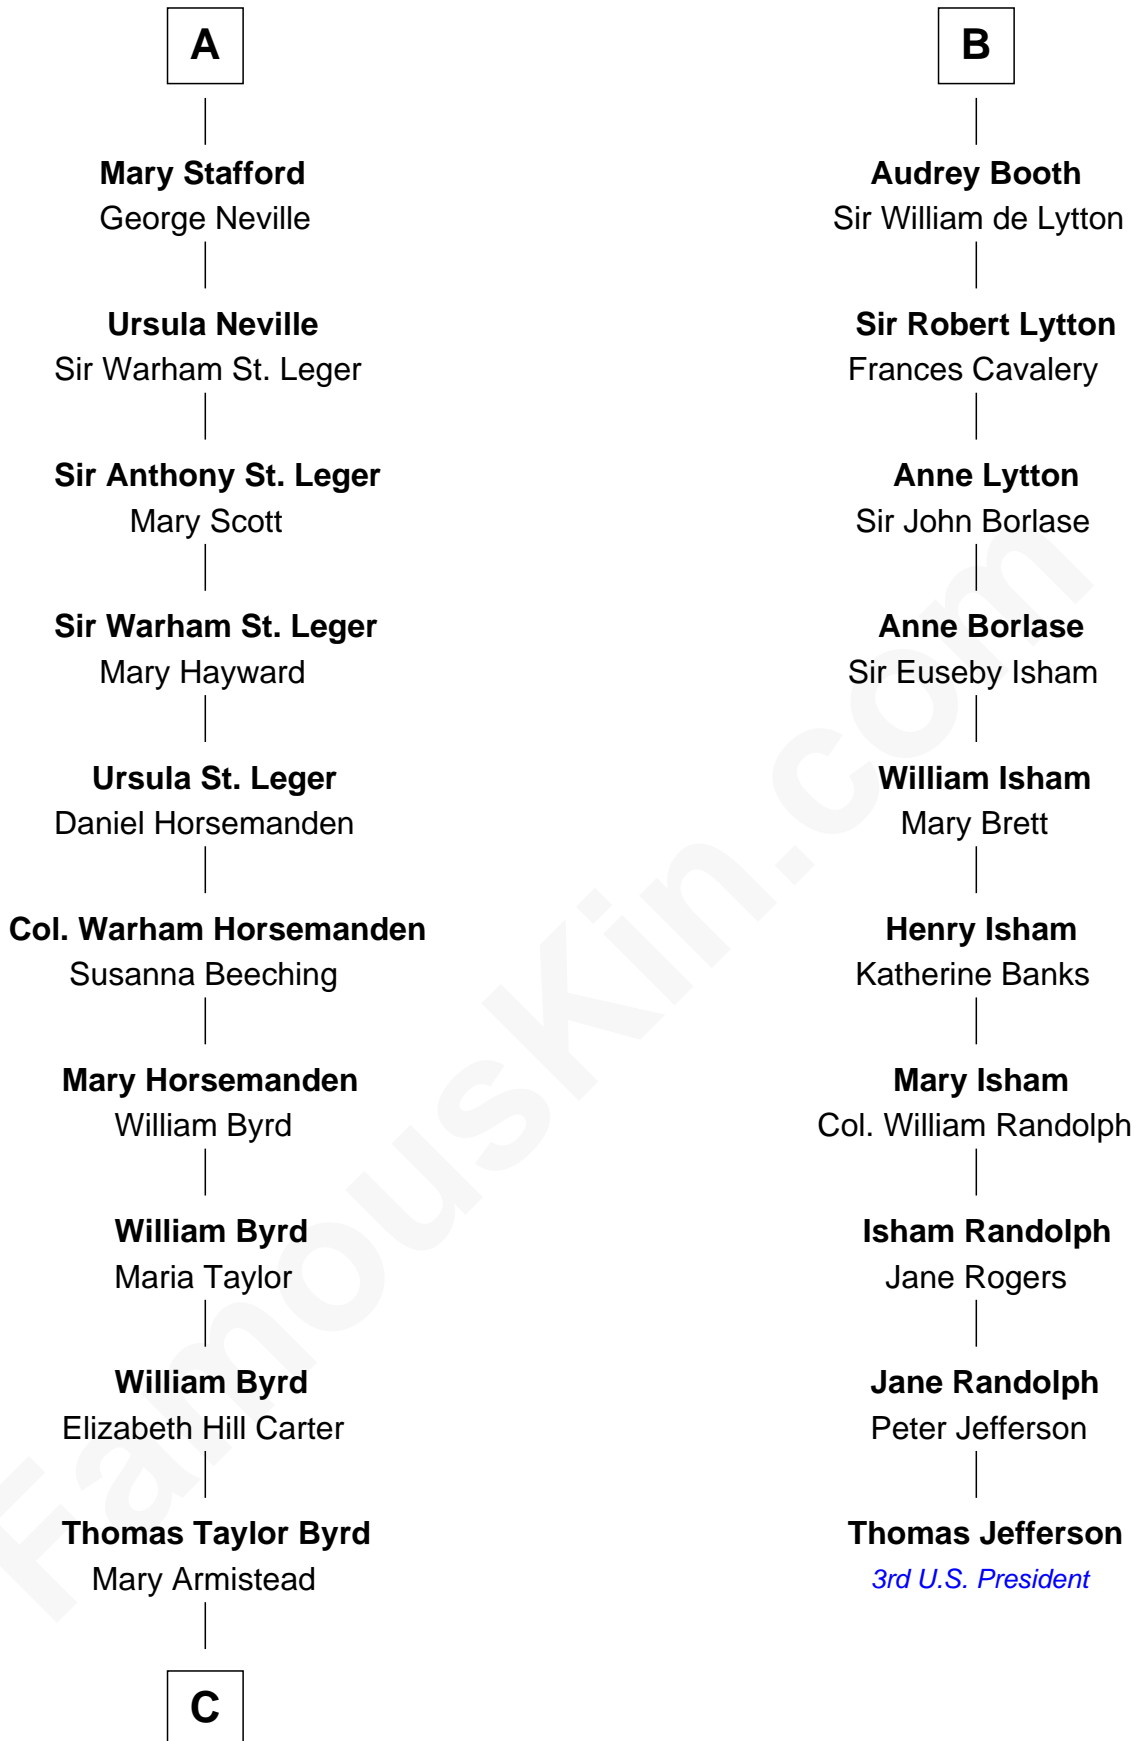 A
Mary Stafford
George Neville
Ursula Neville
Sir Warham St. Leger
Sir Anthony St. Leger
Mary Scott
Sir Warham St. Leger
Mary Hayward
Ursula St. Leger
Daniel Horsemanden
Col. Warham Horsemanden
Susanna Beeching
Mary Horsemanden
William Byrd
William Byrd
Maria Taylor
William Byrd
Elizabeth Hill Carter
Thomas Taylor Byrd
Mary Armistead
C
B
Audrey Booth
Sir William de Lytton
Sir Robert Lytton
Frances Cavalery
Anne Lytton
Sir John Borlase
Anne Borlase
Sir Euseby Isham
William Isham
Mary Brett
Henry Isham
Katherine Banks
Mary Isham
Col. William Randolph
Isham Randolph
Jane Rogers
Jane Randolph
Peter Jefferson
Thomas Jefferson
3rd U.S. President
FamousKin.com